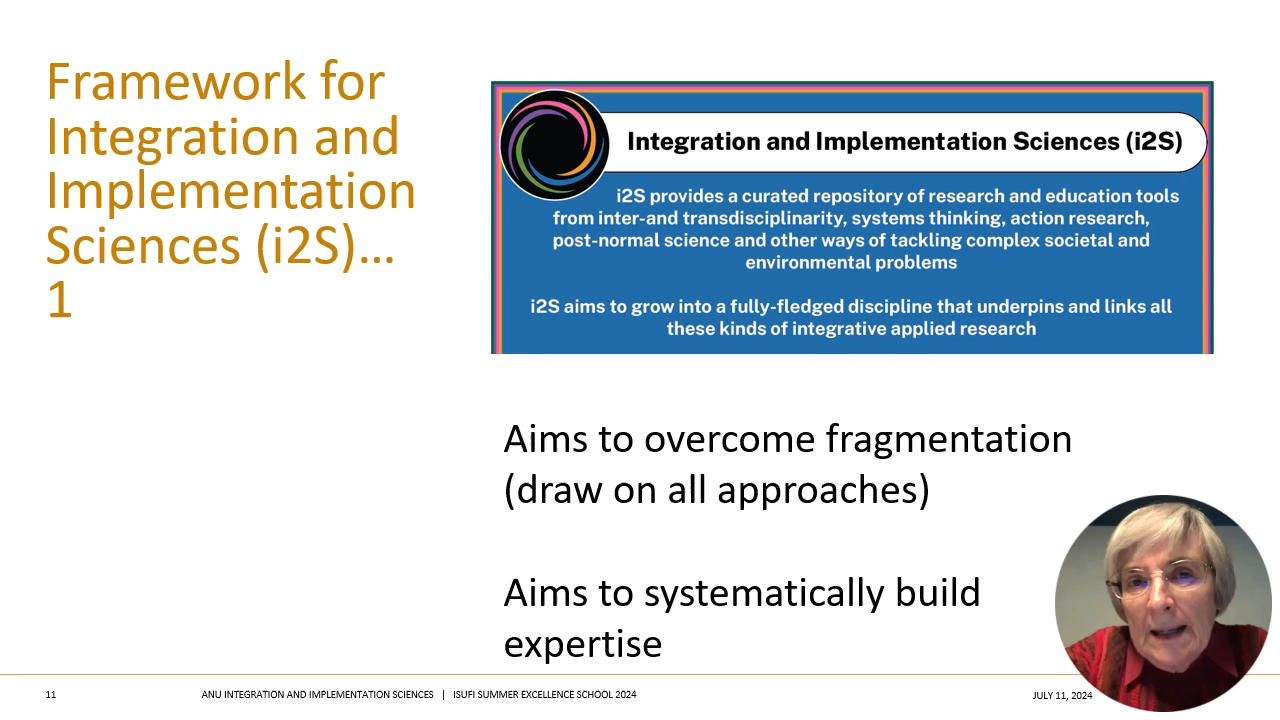 Framework for
Integration and
Implementation
Sciences (i2S)...
1
Integration and Implementation Sciences (i2S)
i2S provides a curated repository of research and education tools
from inter-and transdisciplinarity, systems thinking, action research,
post-normal science and other ways of tackling complex societal and
environmental problems
i2S aims to grow into a fully-fledged discipline that underpins and links all
these kinds of integrative applied research
Aims to overcome fragmentation
(draw on all approaches)
Aims to systematically build
expertise
11
ANU INTEGRATION AND IMPLEMENTATION SCIENCES | ISUFI SUMMER EXCELLENCE SCHOOL 2024
JULY 11, 2024